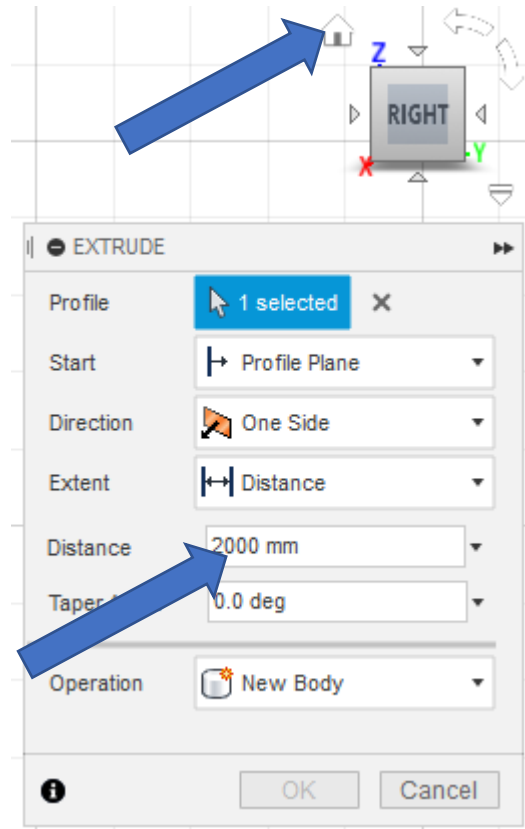 Z
RIGHT
X
-Y
EXTRUDE
Profile 1 selected
Start Profile Plane
Direction One Side
Extent Distance
Distance 2000 mm
Taper 0.0 deg
Operation New Body
OK Cancel